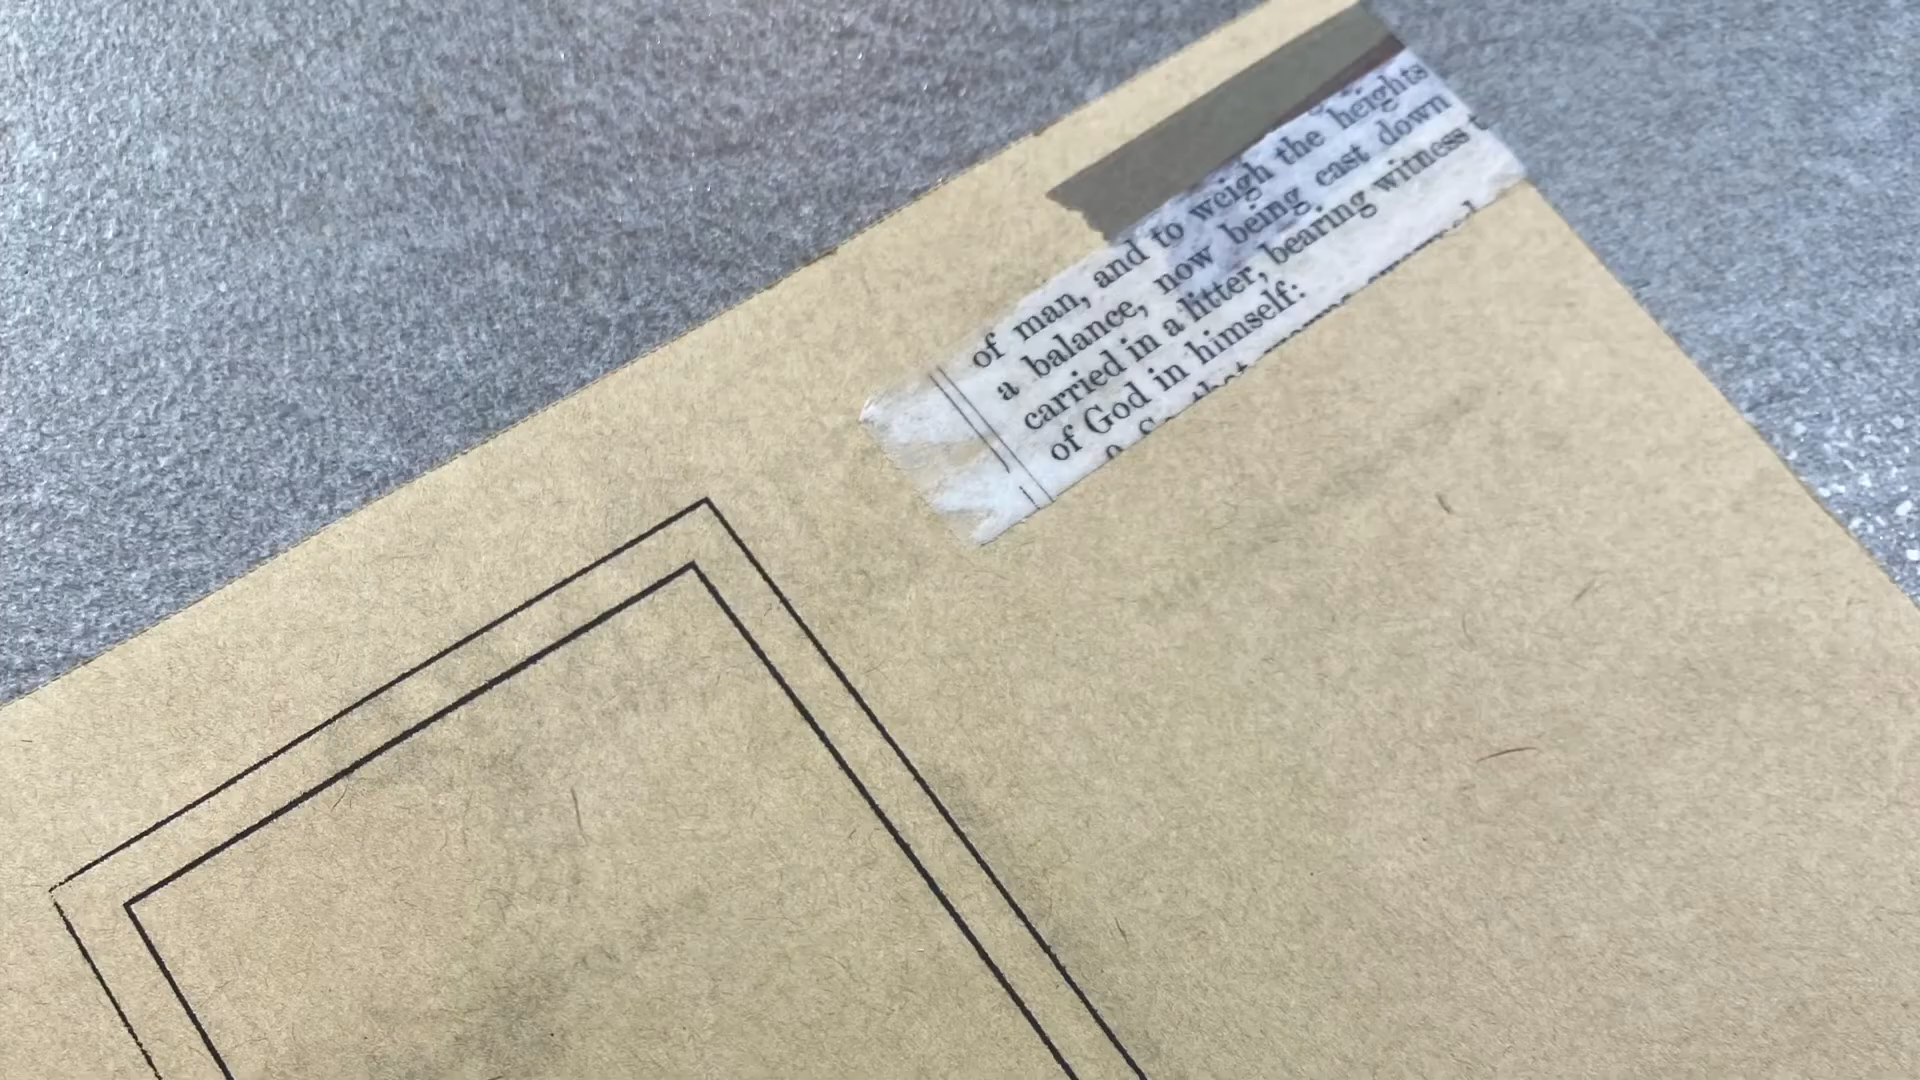 of man, and to weigh the heights
a balance, now being cast down
carried in a litter, bearing witness
of God in himself: